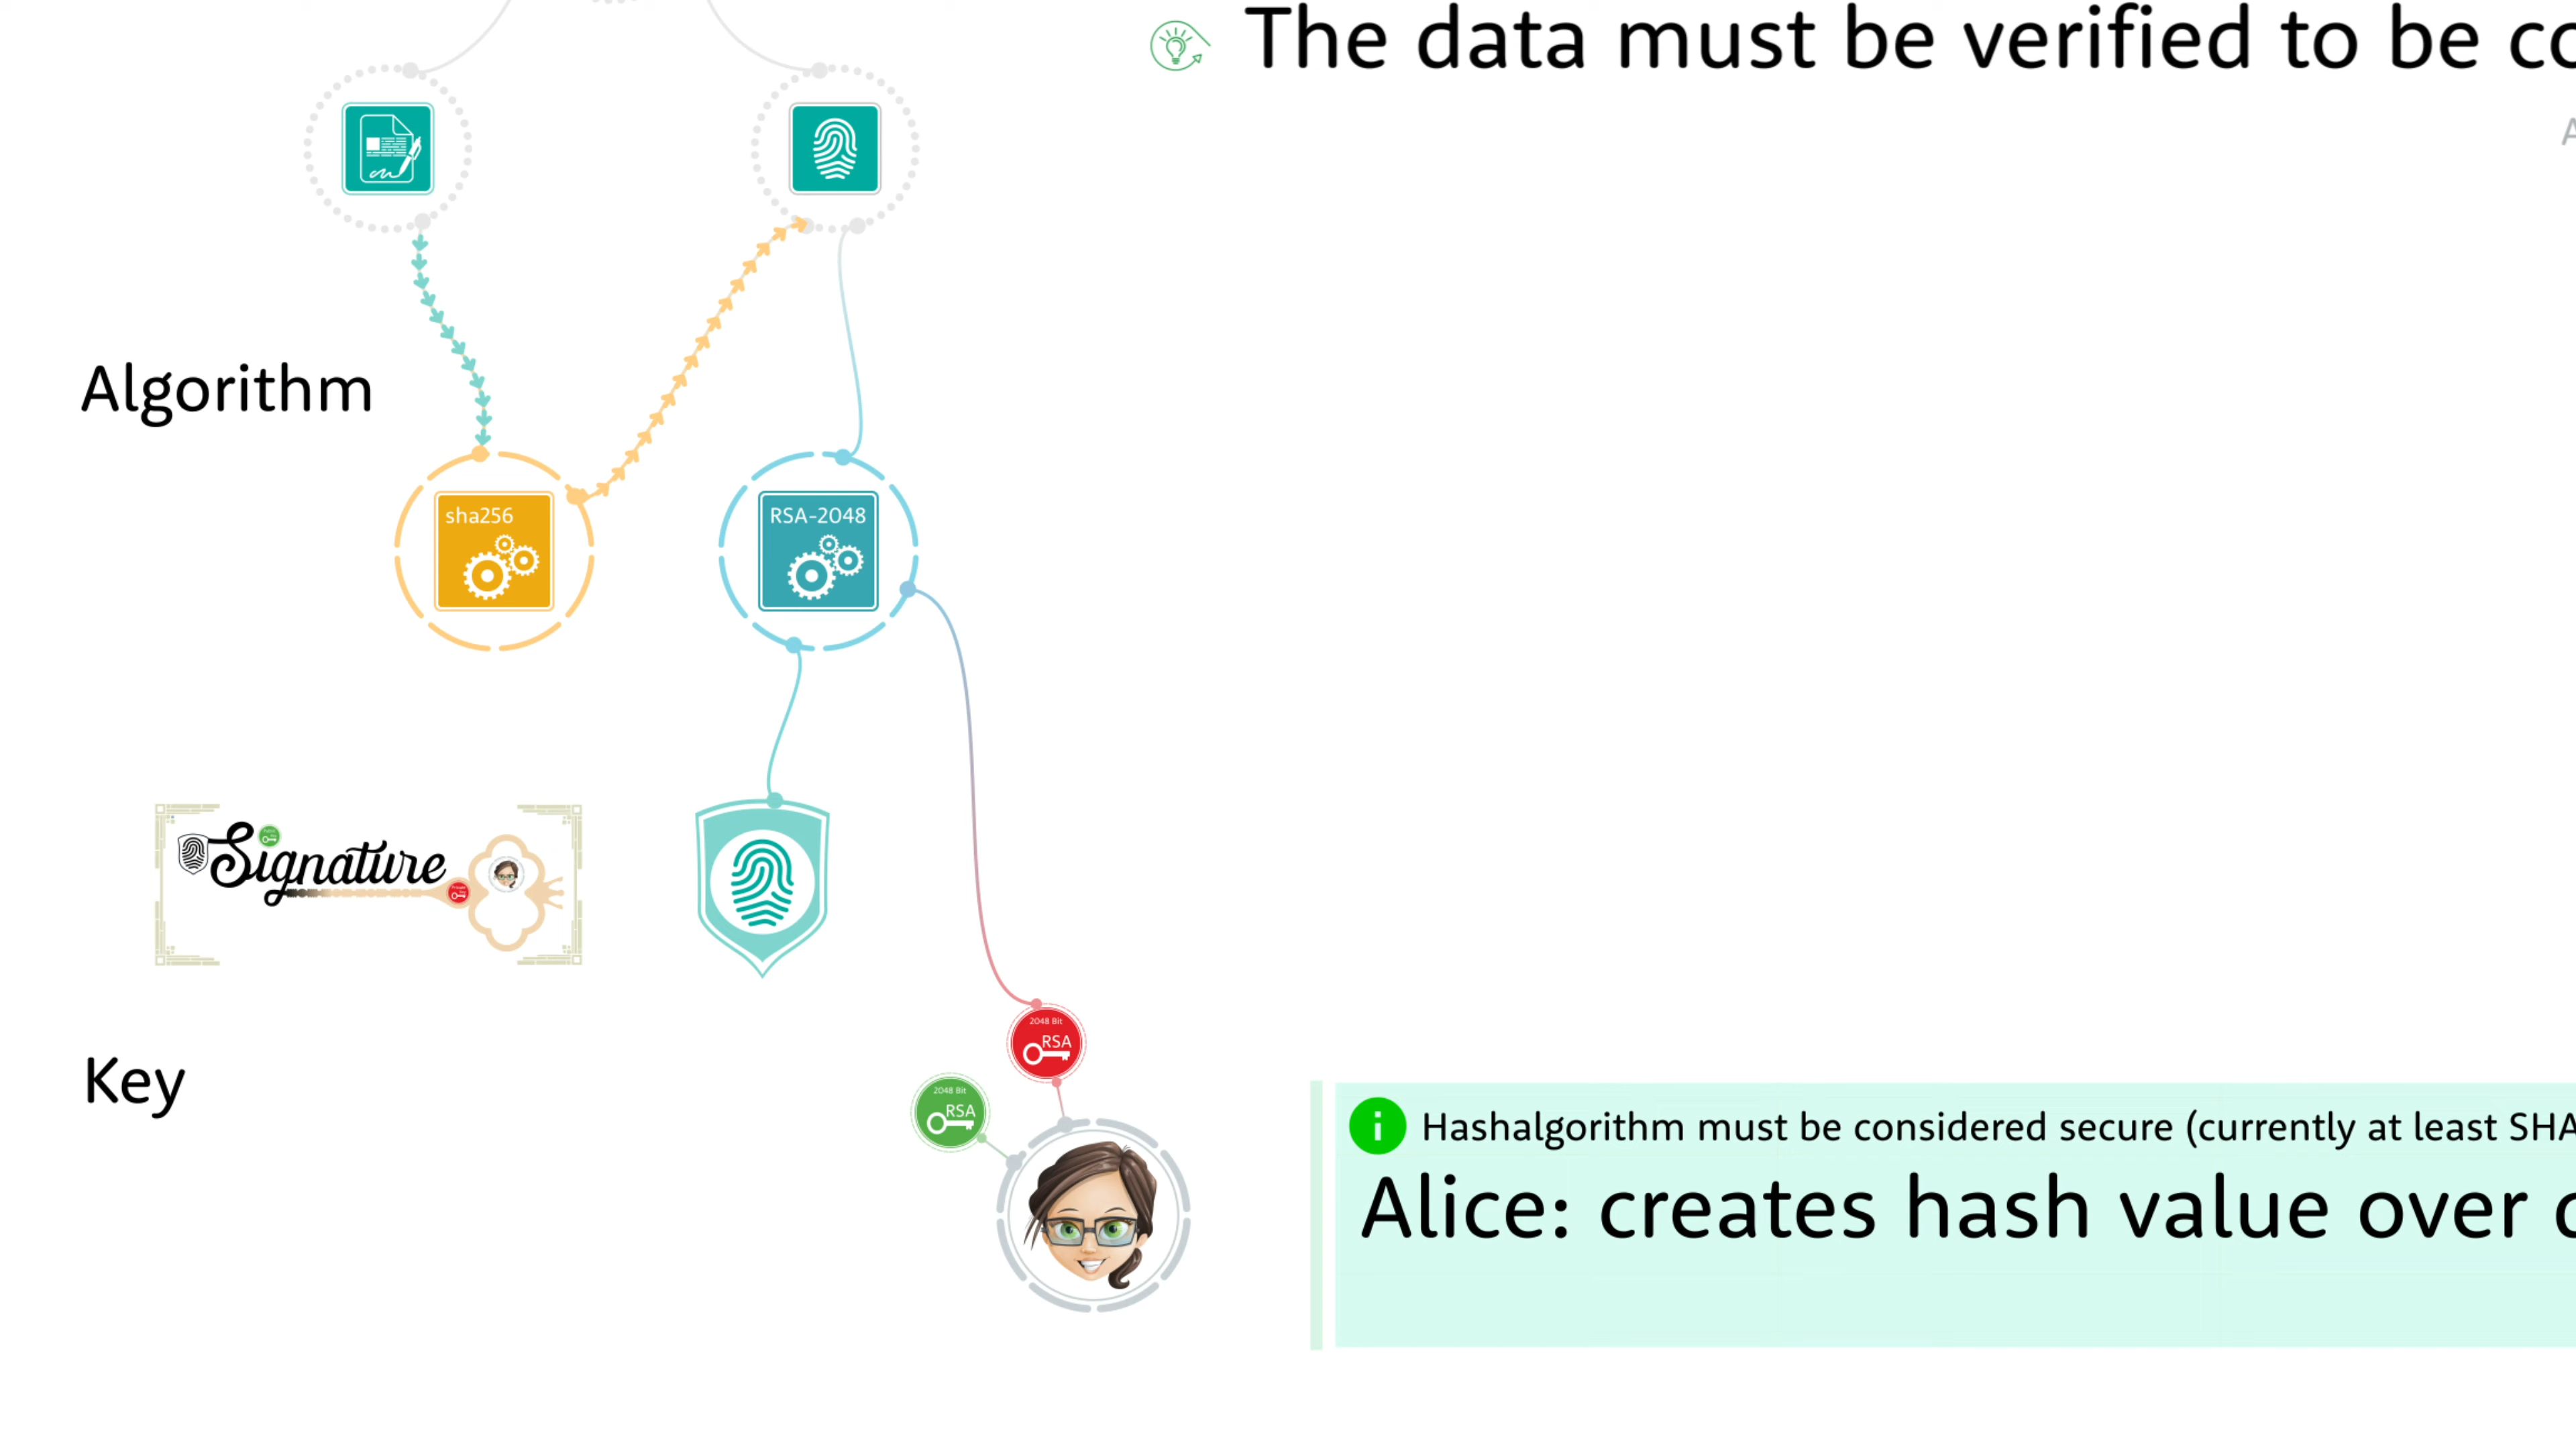 The data must be verified to be
Algorithm
sha256
RSA-2048
Signature
Key
2048 Bit
RSA
2048 Bit
RSA
Hashalgorithm must be considered secure (currently at least SHA
Alice: creates hash value over